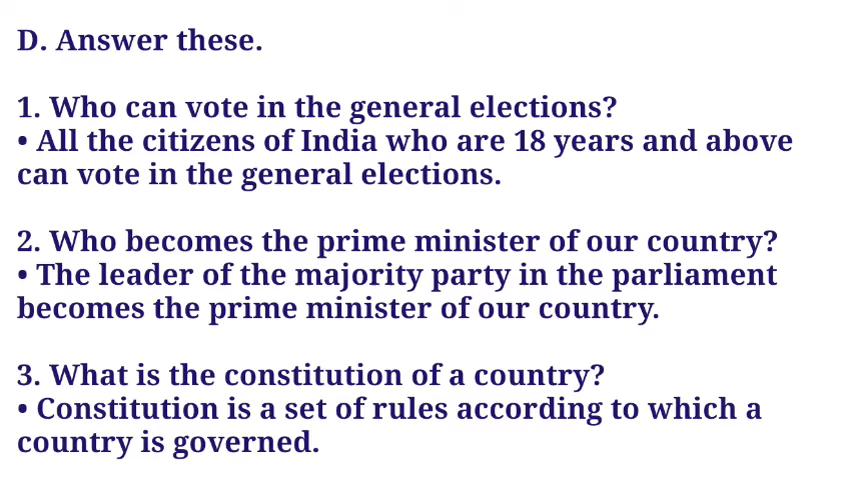 D. Answer these.
1. Who can vote in the general elections?
• All the citizens of India who are 18 years and above
can vote in the general elections.
2. Who becomes the prime minister of our country?
• The leader of the majority party in the parliament
becomes the prime minister of our country.
3. What is the constitution of a country?
• Constitution is a set of rules according to which a
country is governed.